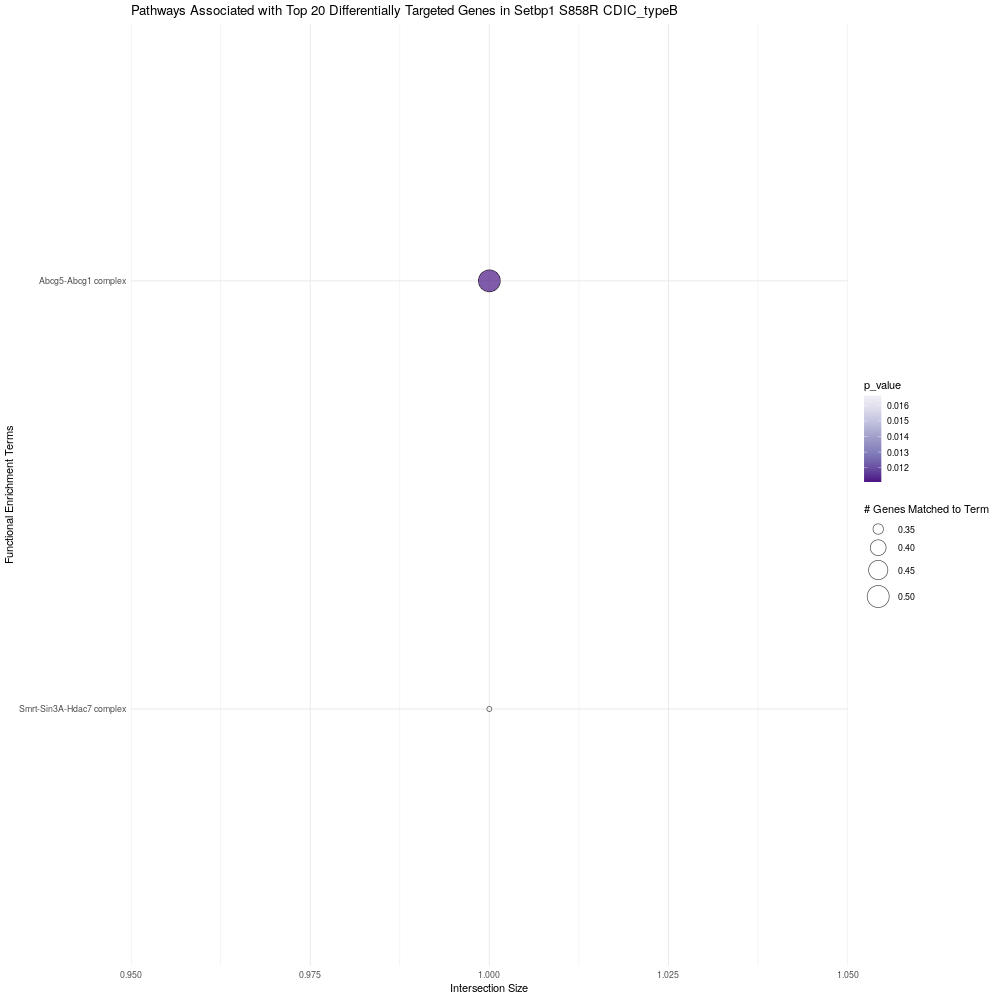 Pathways Associated with Top 20 Differentially Targeted Genes in Setbp1 S858R CDIC_typeB
Functional Enrichment Terms
Abcg5-Abcg1 complex
Smrt-Sin3A-Hdac7 complex
0.950
0.975
1.000
1.025
1.050
Intersection Size
p_value
0.016
0.015
0.014
0.013
0.012
# Genes Matched to Term
0.35
0.40
0.45
0.50